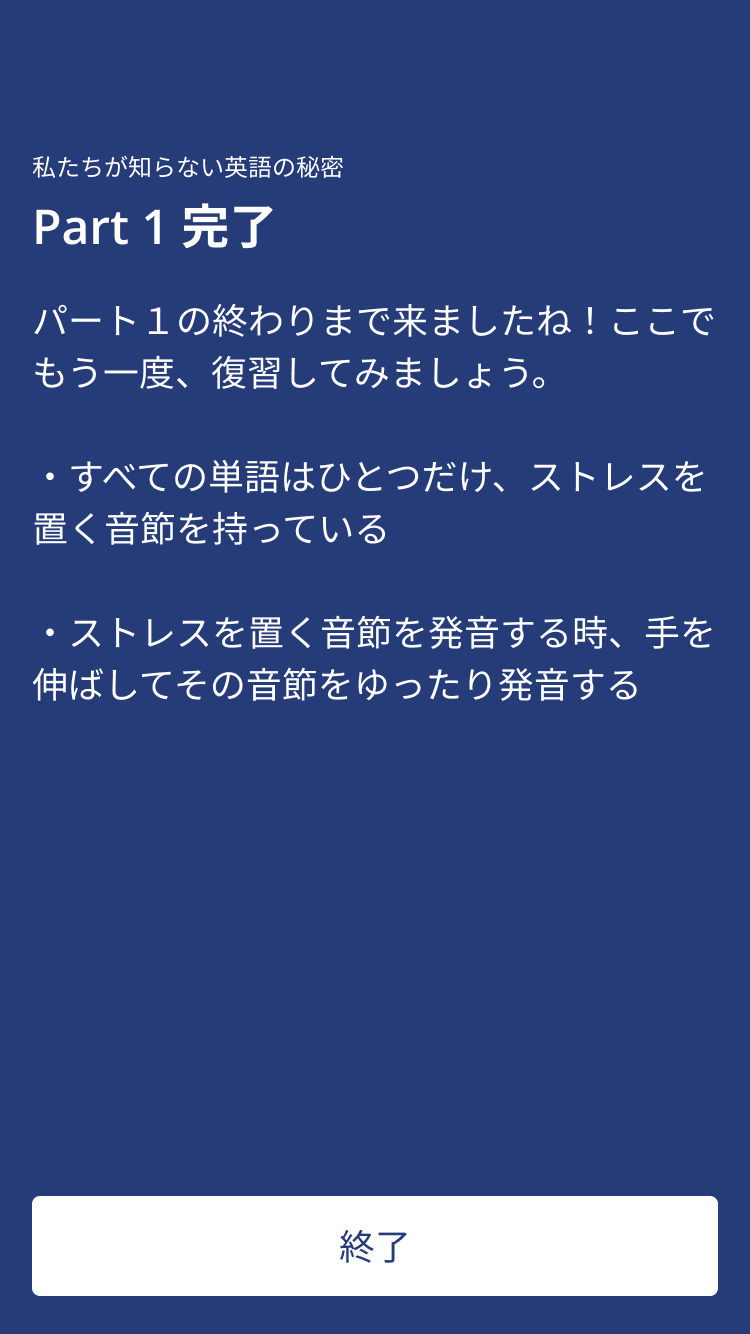 私たちが知らない英語の秘密
Part 1 完了
パート１の終わりまで来ましたね！ここで
もう一度、復習してみましょう。
・すべての単語はひとつだけ、ストレスを
置く音節を持っている
・ストレスを置く音節を発音する時、手を
伸ばしてその音節をゆったり発音する
終了